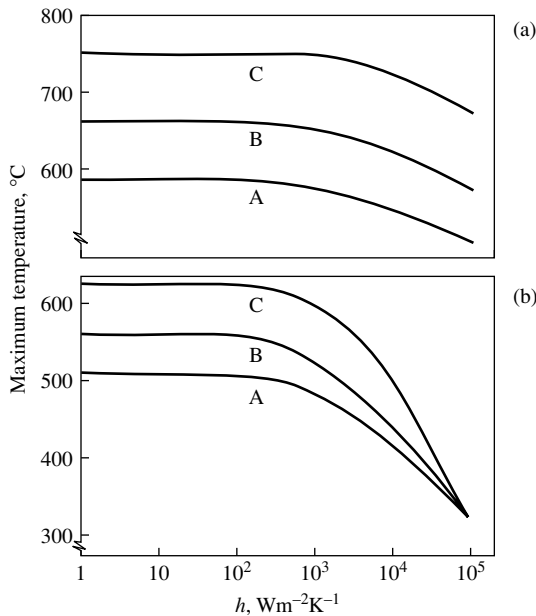 800
(a)
C
700
B
600
A
Maximum temperature, °C
(b)
600
C
B
500
A
400
300
1
10
10²
10³
10⁴
10⁵
h, Wm⁻²K⁻¹